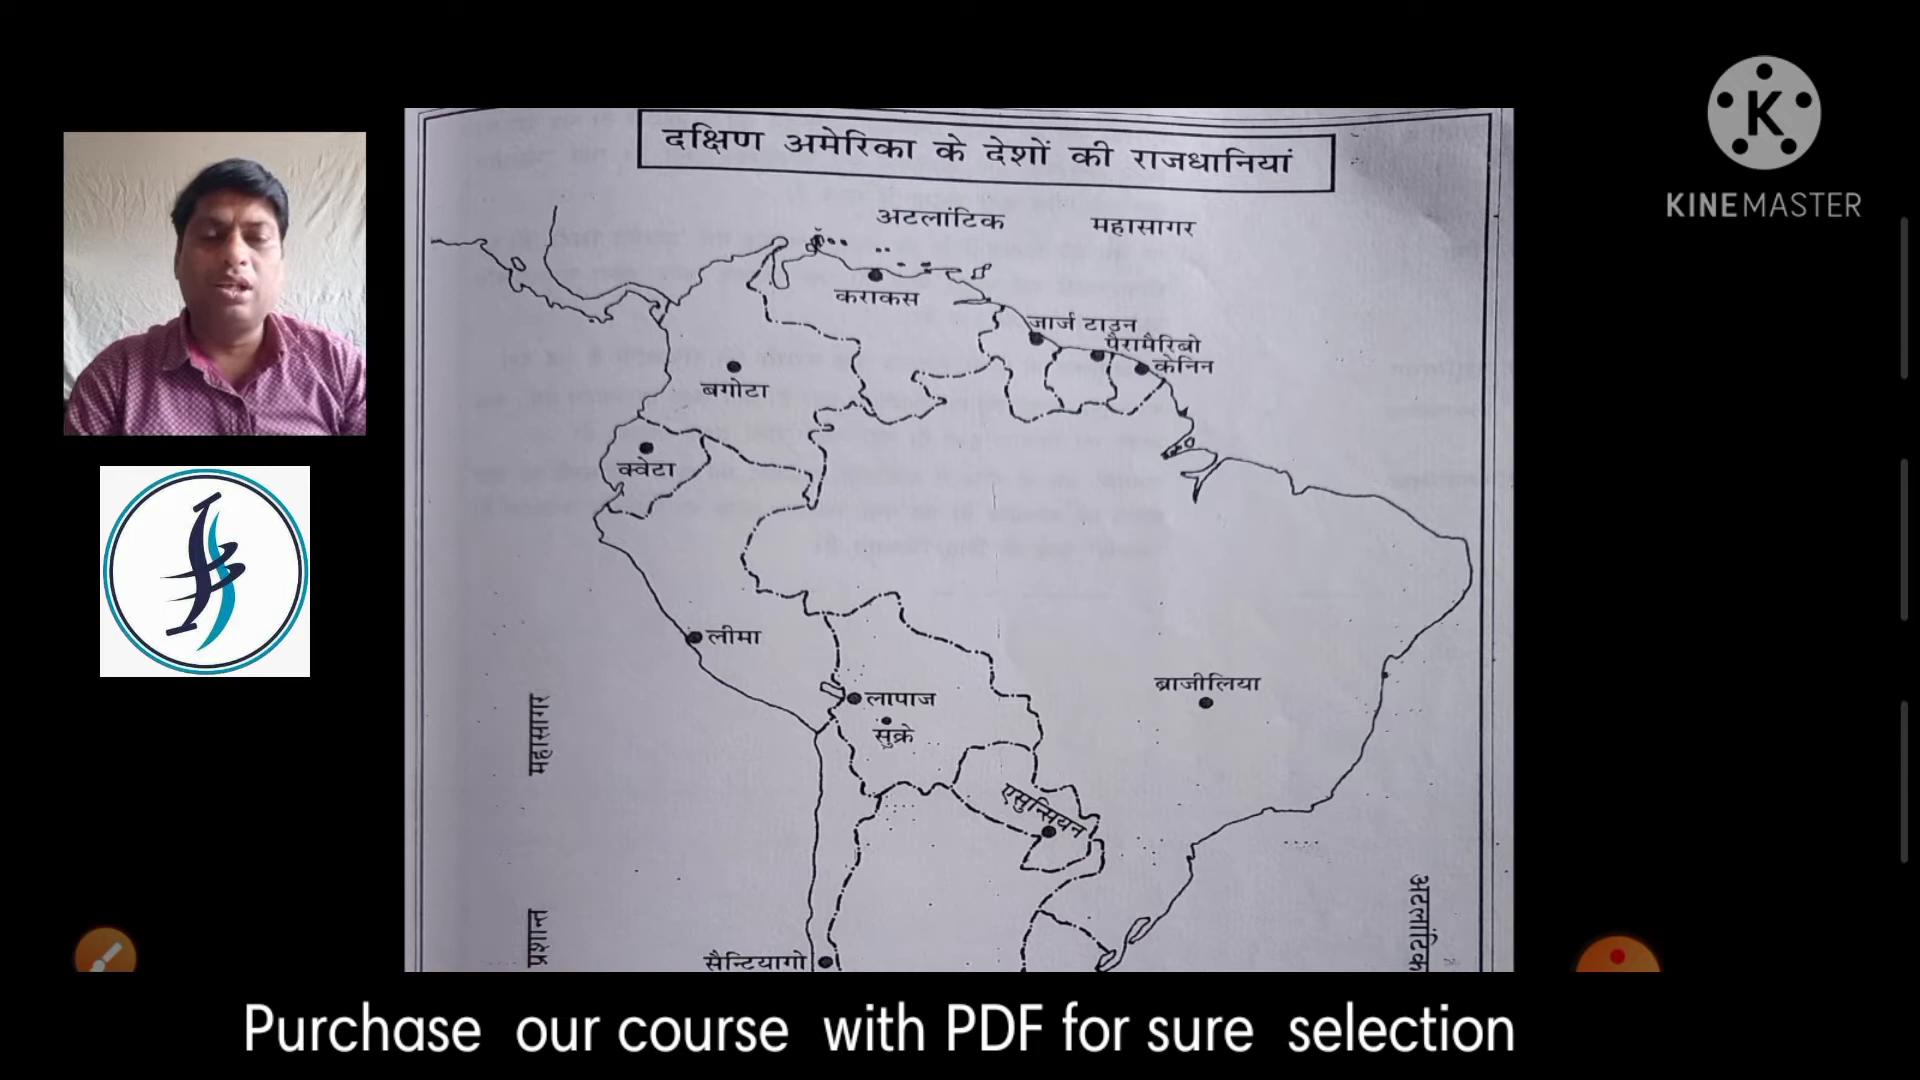 दक्षिण अमेरिका के देशों की राजधानियां
अटलांटिक महासागर
KINEMASTER
कराकस
जार्ज टाउन
पैरामैरिबो
केनिन
बगोटा
क्वेटा
लीमा
ब्राजीलिया
लापाज
सुक्रे
महासागर
एसुन्सियन
प्रशान्त
अटलांटिक
सैन्टियागो
Purchase our course with PDF for sure selection